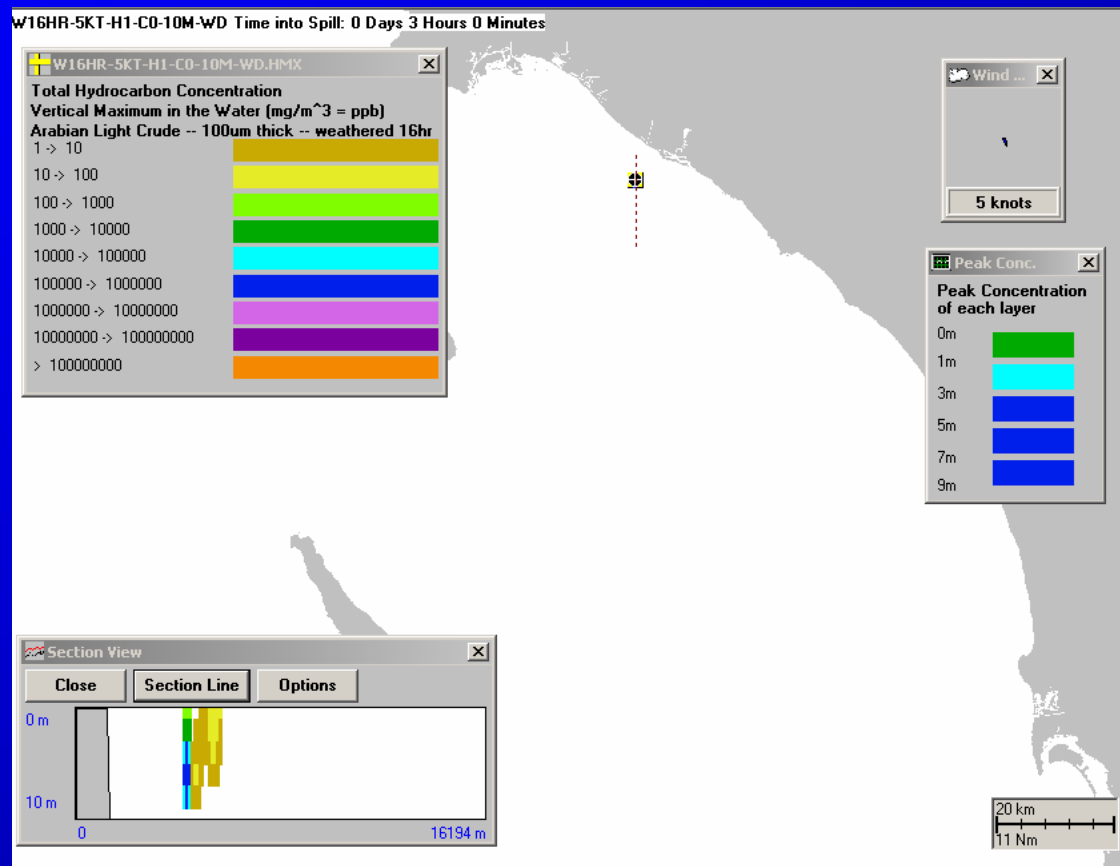 W16HR-5KT-H1-C0-10M-WD Time into Spill: 0 Days 3 Hours 0 Minutes
W16HR-5KT-H1-C0-10M-WD.HMX
Total Hydrocarbon Concentration
Vertical Maximum in the Water (mg/m^3 = ppb)
Arabian Light Crude -- 100um thick -- weathered 16hr
1 -> 10
10 -> 100
100 -> 1000
1000 -> 10000
10000 -> 100000
100000 -> 1000000
1000000 -> 10000000
10000000 -> 100000000
> 100000000
Wind ...
5 knots
Peak Conc.
Peak Concentration
of each layer
0m
1m
3m
5m
7m
9m
Section View
Close Section Line Options
0 m
10 m
0 16194 m
20 km
11 Nm